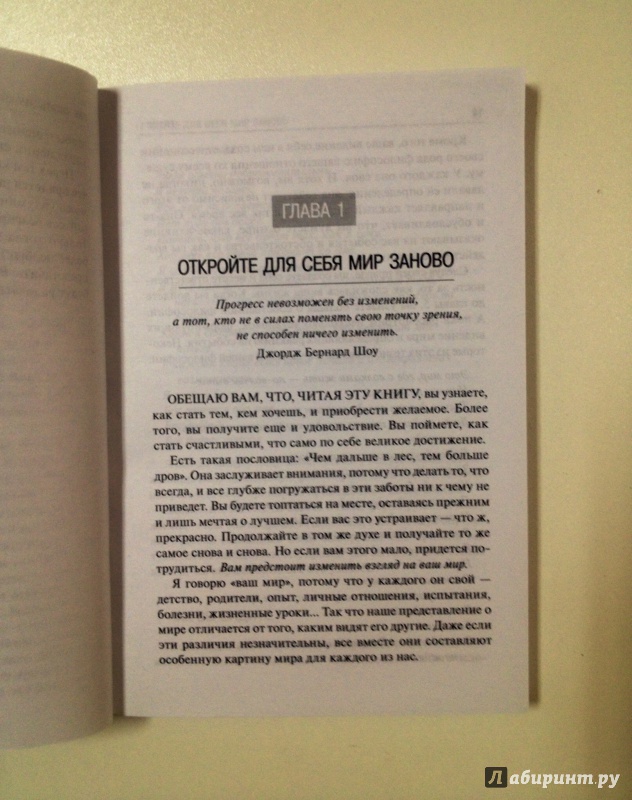 ГЛАВА 1
ОТКРОЙТЕ ДЛЯ СЕБЯ МИР ЗАНОВО
Прогресс невозможен без изменений,
а тот, кто не в силах поменять свою точку зрения,
не способен ничего изменить.
Джордж Бернард Шоу
ОБЕЩАЮ ВАМ, ЧТО, ЧИТАЯ ЭТУ КНИГУ, вы узнаете,
как стать тем, кем хочешь, и приобрести желаемое. Более
того, вы получите еще и удовольствие. Вы поймете, как
стать счастливыми, что само по себе великое достижение.
Есть такая пословица: «Чем дальше в лес, тем больше
дров». Она заслуживает внимания, потому что делать то, что
всегда, и все глубже погружаться в эти заботы ни к чему не
приведет. Вы будете топтаться на месте, оставаясь прежним
и лишь мечтая о лучшем. Если вас это устраивает — что ж,
прекрасно. Продолжайте в том же духе и получайте то же
самое снова и снова. Но если вам этого мало, придется по-
трудиться. Вам предстоит изменить взгляд на ваш мир.
Я говорю «ваш мир», потому что у каждого он свой —
детство, родители, опыт, личные отношения, испытания,
болезни, жизненные уроки... Так что наше представление о
мире отличается от того, каким видят его другие. Даже если
эти различия незначительны, все вместе они составляют
особенную картину мира для каждого из нас.
Лабиринт.ру